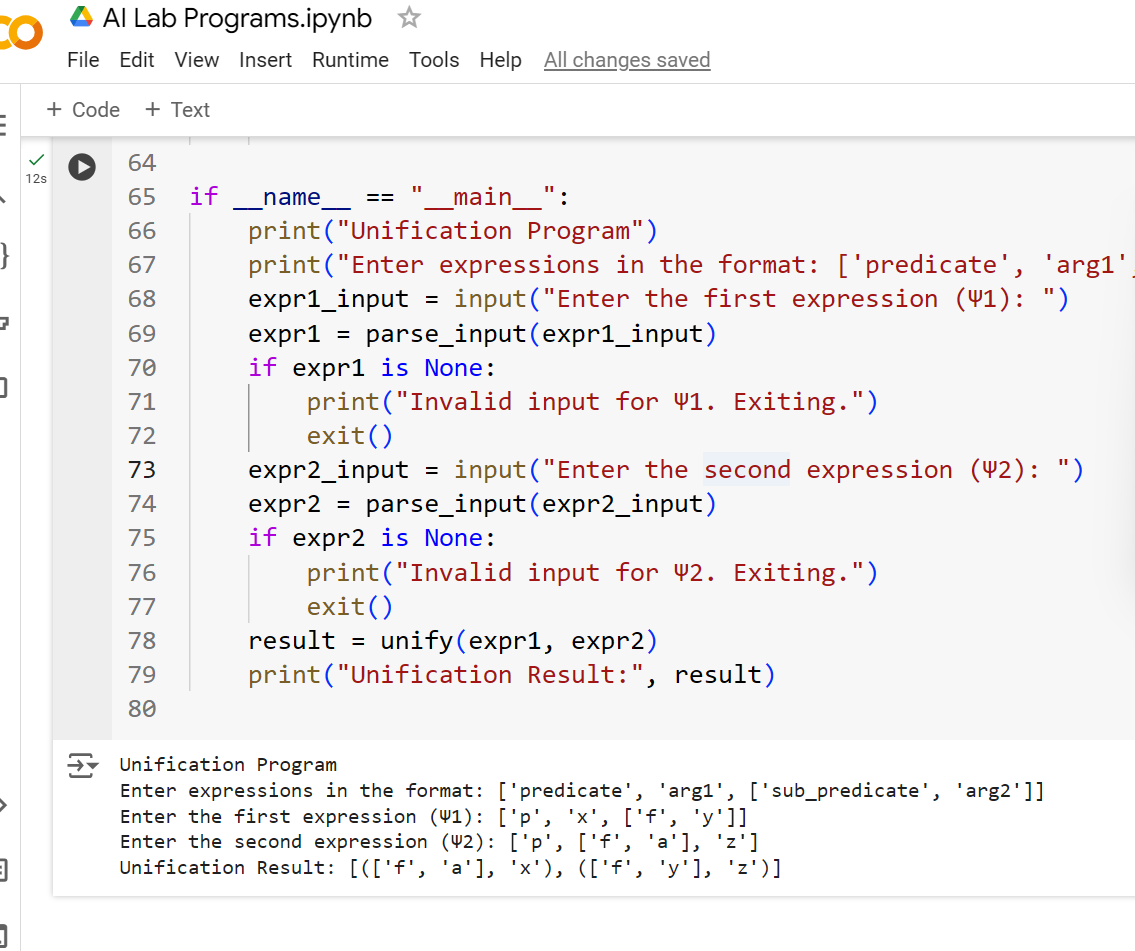 AI Lab Programs.ipynb
File Edit View Insert Runtime Tools Help All changes saved
+ Code + Text
12s
64
65 if __name__ == "__main__":
66 print("Unification Program")
67 print("Enter expressions in the format: ['predicate', 'arg1',
68 expr1_input = input("Enter the first expression (Ψ1): ")
69 expr1 = parse_input(expr1_input)
70 if expr1 is None:
71 print("Invalid input for Ψ1. Exiting.")
72 exit()
73 expr2_input = input("Enter the second expression (Ψ2): ")
74 expr2 = parse_input(expr2_input)
75 if expr2 is None:
76 print("Invalid input for Ψ2. Exiting.")
77 exit()
78 result = unify(expr1, expr2)
79 print("Unification Result:", result)
80
Unification Program
Enter expressions in the format: ['predicate', 'arg1', ['sub_predicate', 'arg2']]
Enter the first expression (Ψ1): ['p', 'x', ['f', 'y']]
Enter the second expression (Ψ2): ['p', ['f', 'a'], 'z']
Unification Result: [(['f', 'a'], 'x'), (['f', 'y'], 'z')]